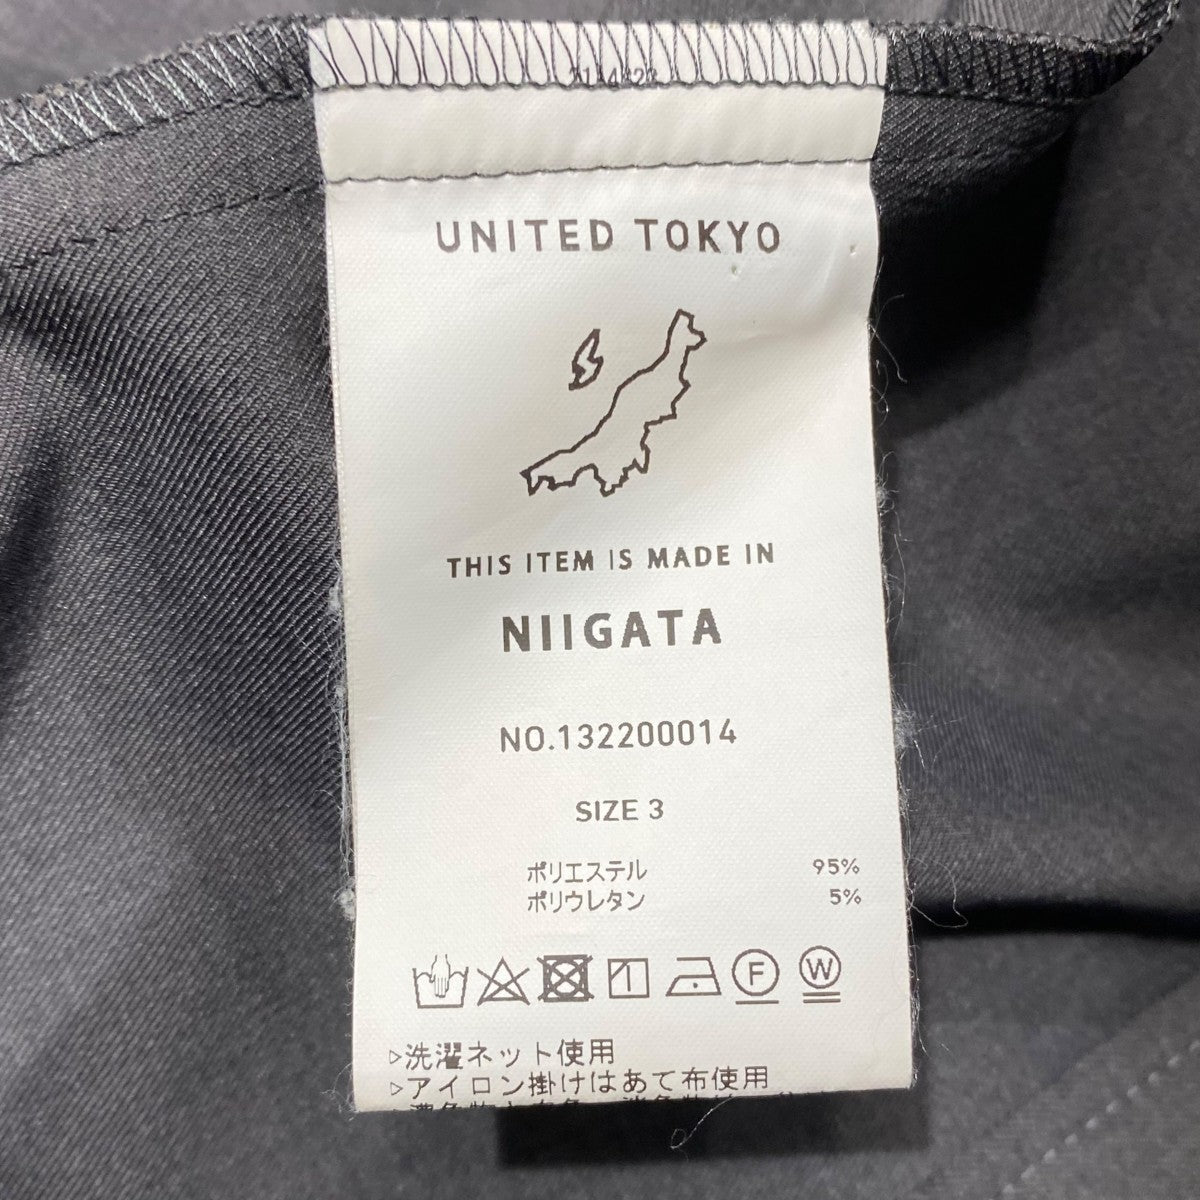 UNITED TOKYO
THIS ITEM IS MADE IN
NIIGATA
NO.132200014
SIZE 3
ポリエステル 95%
ポリウレタン 5%
F W
▷洗濯ネット使用
▷アイロン掛けはあて布使用